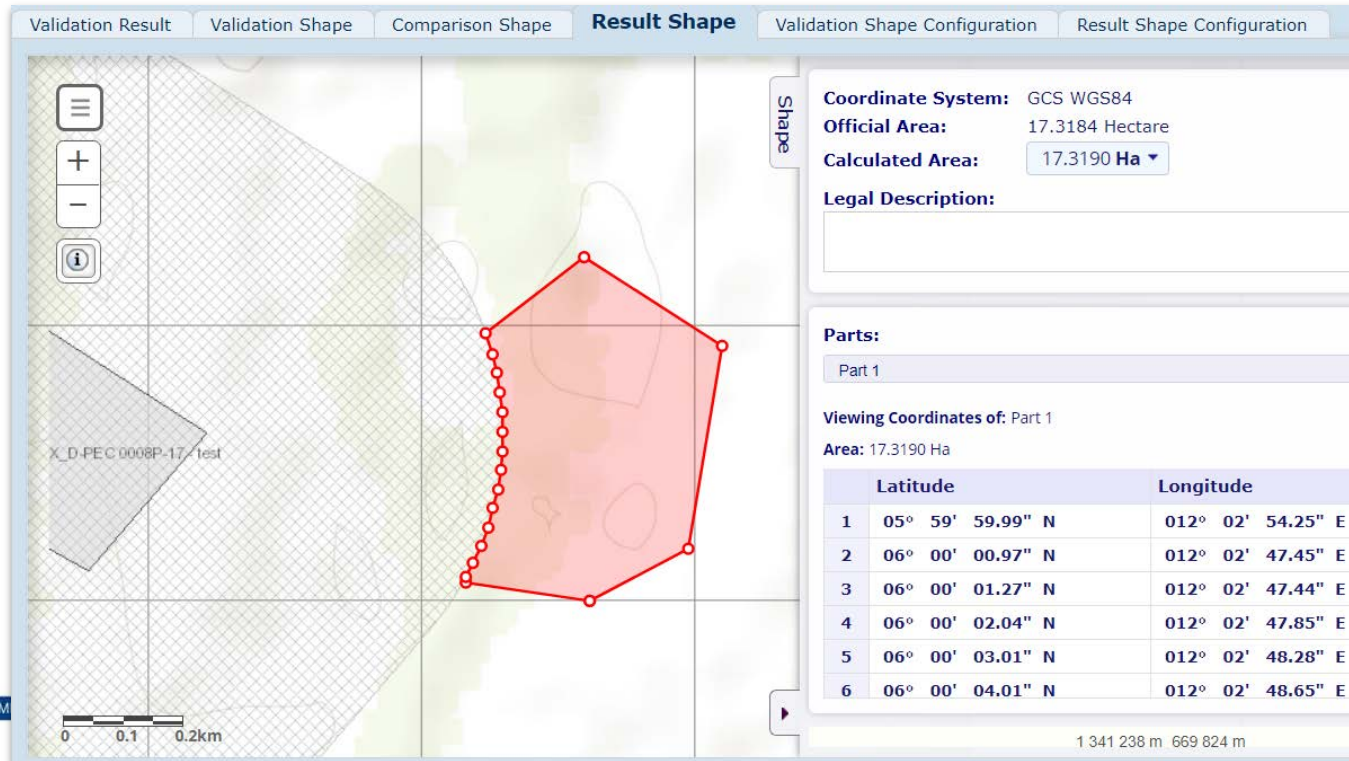 Validation Result Validation Shape Comparison Shape Result Shape Validation Shape Configuration Result Shape Configuration
Shape
Coordinate System: GCS WGS84
Official Area: 17.3184 Hectare
Calculated Area: 17.3190 Ha
Legal Description:
Parts:
Part 1
Viewing Coordinates of: Part 1
Area: 17.3190 Ha
Latitude Longitude
1 05° 59' 59.99" N 012° 02' 54.25" E
2 06° 00' 00.97" N 012° 02' 47.45" E
3 06° 00' 01.27" N 012° 02' 47.44" E
4 06° 00' 02.04" N 012° 02' 47.85" E
5 06° 00' 03.01" N 012° 02' 48.28" E
6 06° 00' 04.01" N 012° 02' 48.65" E
X_D-PEC 0008P-17 - test
M
0 0.1 0.2km
1 341 238 m 669 824 m